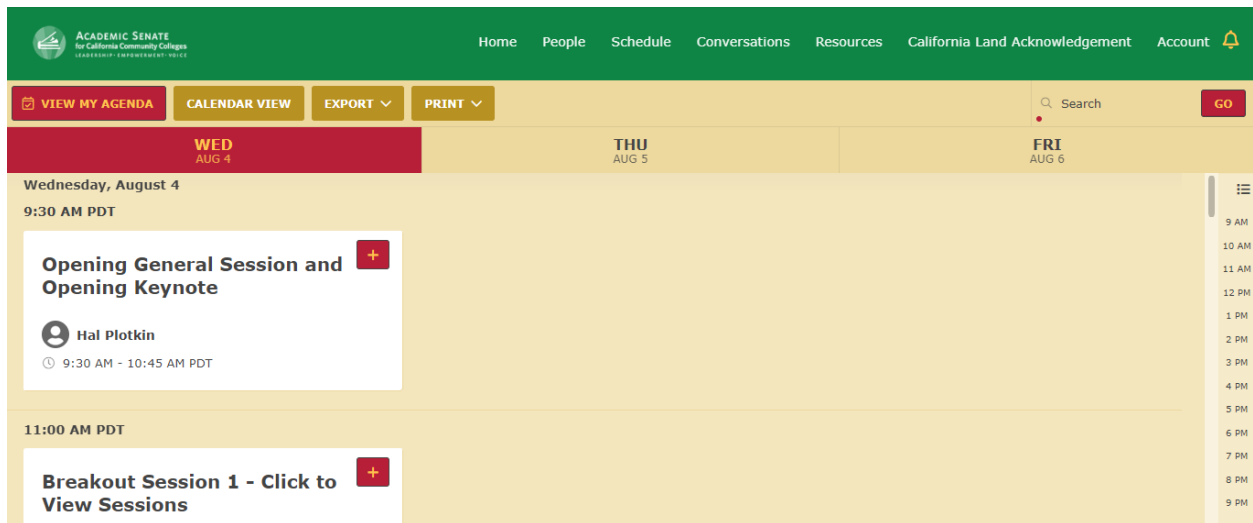 ACADEMIC SENATE
for California Community Colleges
LEADERSHIP · EMPOWERMENT · VOICE
Home People Schedule Conversations Resources California Land Acknowledgement Account
VIEW MY AGENDA CALENDAR VIEW EXPORT PRINT Search GO
WED THU FRI
AUG 4 AUG 5 AUG 6
Wednesday, August 4
9:30 AM PDT
Opening General Session and
Opening Keynote
Hal Plotkin
9:30 AM - 10:45 AM PDT
11:00 AM PDT
Breakout Session 1 - Click to
View Sessions
9 AM
10 AM
11 AM
12 PM
1 PM
2 PM
3 PM
4 PM
5 PM
6 PM
7 PM
8 PM
9 PM